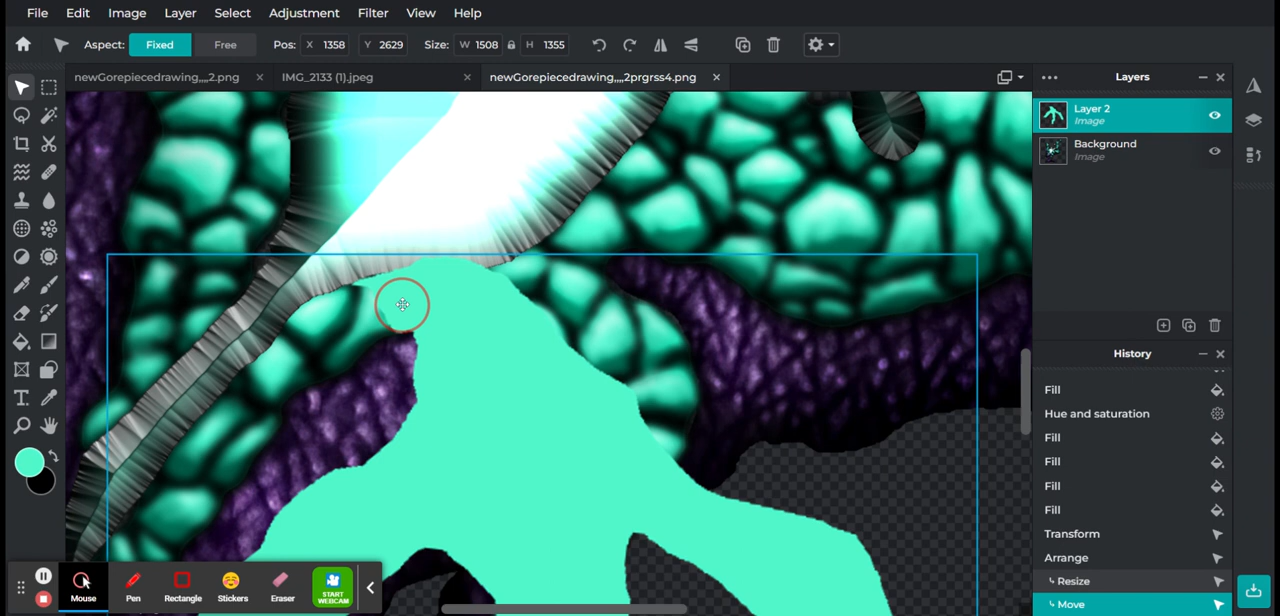 File Edit Image Layer Select Adjustment Filter View Help
Aspect: Fixed Free Pos: X 1358 Y 2629 Size: W 1508 H 1355
newGorepiecedrawing,,,,2.png IMG_2133 (1).jpeg newGorepiecedrawing,,,,2prgrss4.png
Layers
Layer 2
Image
Background
Image
History
Fill
Hue and saturation
Fill
Fill
Fill
Fill
Transform
Arrange
Resize
Move
Mouse Pen Rectangle Stickers Eraser START
WEBCAM